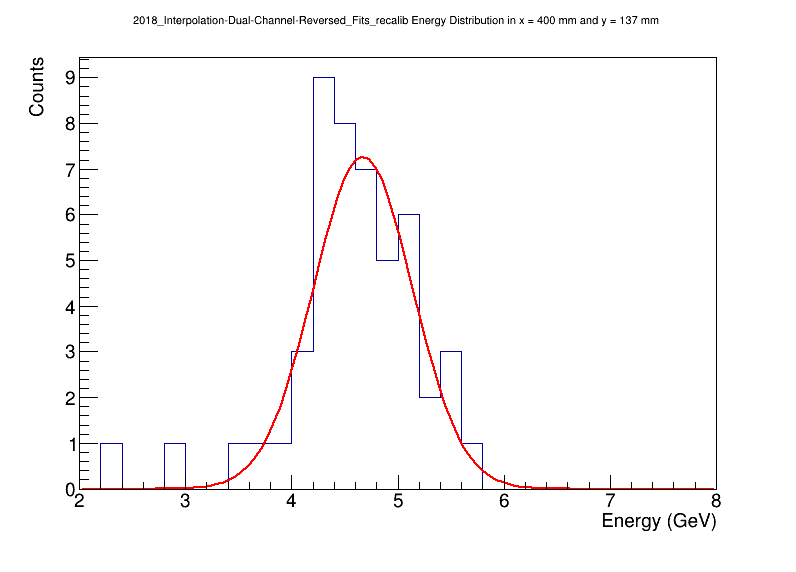 2018_Interpolation-Dual-Channel-Reversed_Fits_recalib Energy Distribution in x = 400 mm and y = 137 mm
Counts
9
8
7
6
5
4
3
2
1
0
2 3 4 5 6 7 8
Energy (GeV)